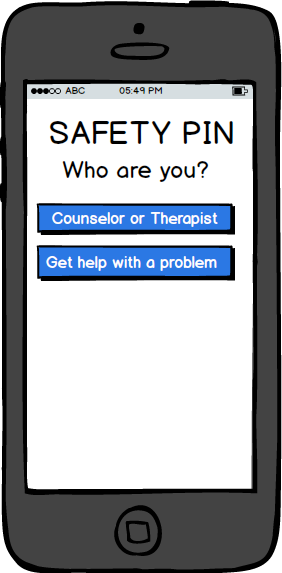 ABC 05:49 PM
SAFETY PIN
Who are you?
Counselor or Therapist
Get help with a problem